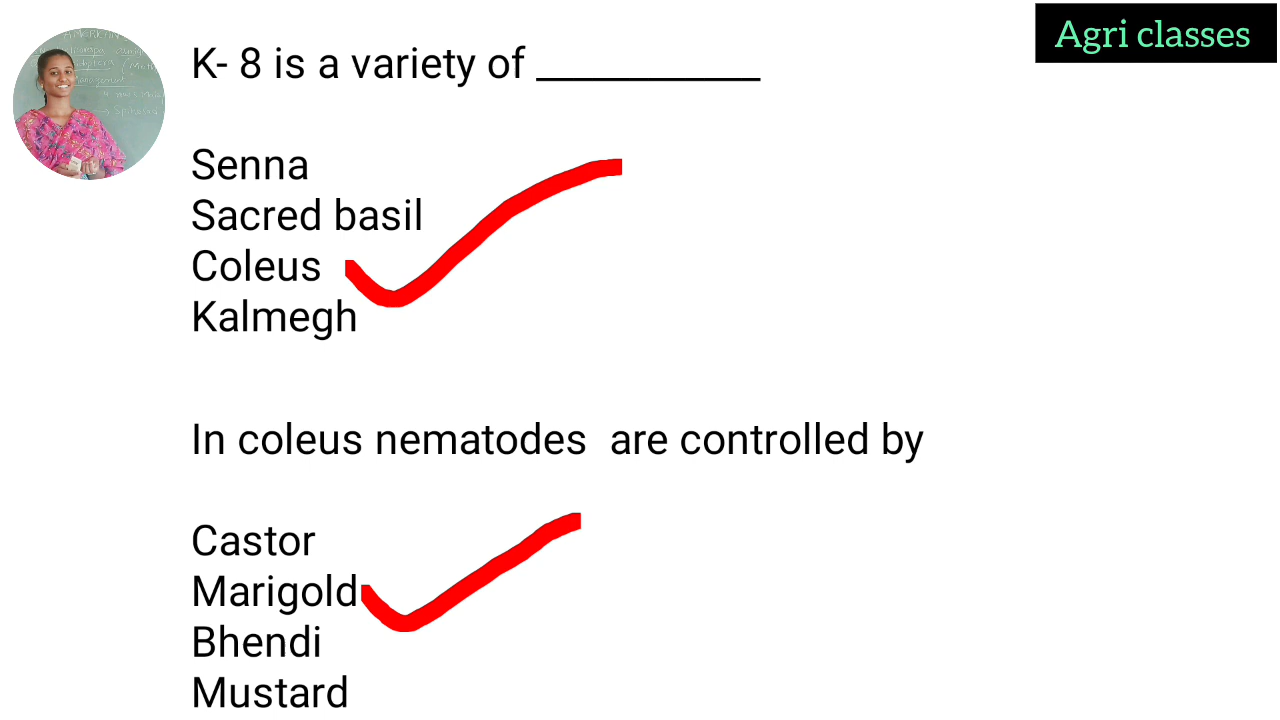 Agri classes
K- 8 is a variety of ___________
Senna
Sacred basil
Coleus
Kalmegh
In coleus nematodes  are controlled by
Castor
Marigold
Bhendi
Mustard